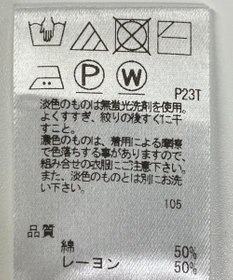 P W
P23T
淡色のものは無蛍光洗剤を使用。
よくすすぎ、絞りの後すぐに干
すこと。
濃色のものは、着用による摩擦
で色落ちする事がありますので、
組み合せの衣服にご注意下さい。
また、淡色のものとは別にお洗
い下さい。
105
品質
綿 50%
レーヨン 50%